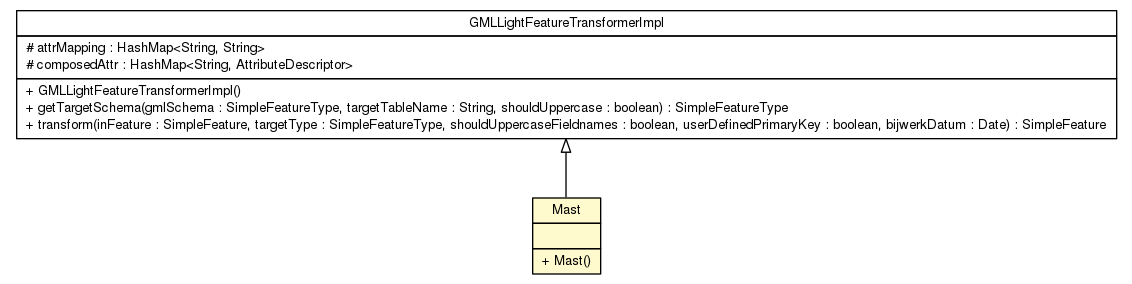 GMLLightFeatureTransformerImpl
# attrMapping : HashMap<String, String>
# composedAttr : HashMap<String, AttributeDescriptor>
+ GMLLightFeatureTransformerImpl()
+ getTargetSchema(gmlSchema : SimpleFeatureType, targetTableName : String, shouldUppercase : boolean) : SimpleFeatureType
+ transform(inFeature : SimpleFeature, targetType : SimpleFeatureType, shouldUppercaseFieldnames : boolean, userDefinedPrimaryKey : boolean, bijwerkDatum : Date) : SimpleFeature
Mast
+ Mast()